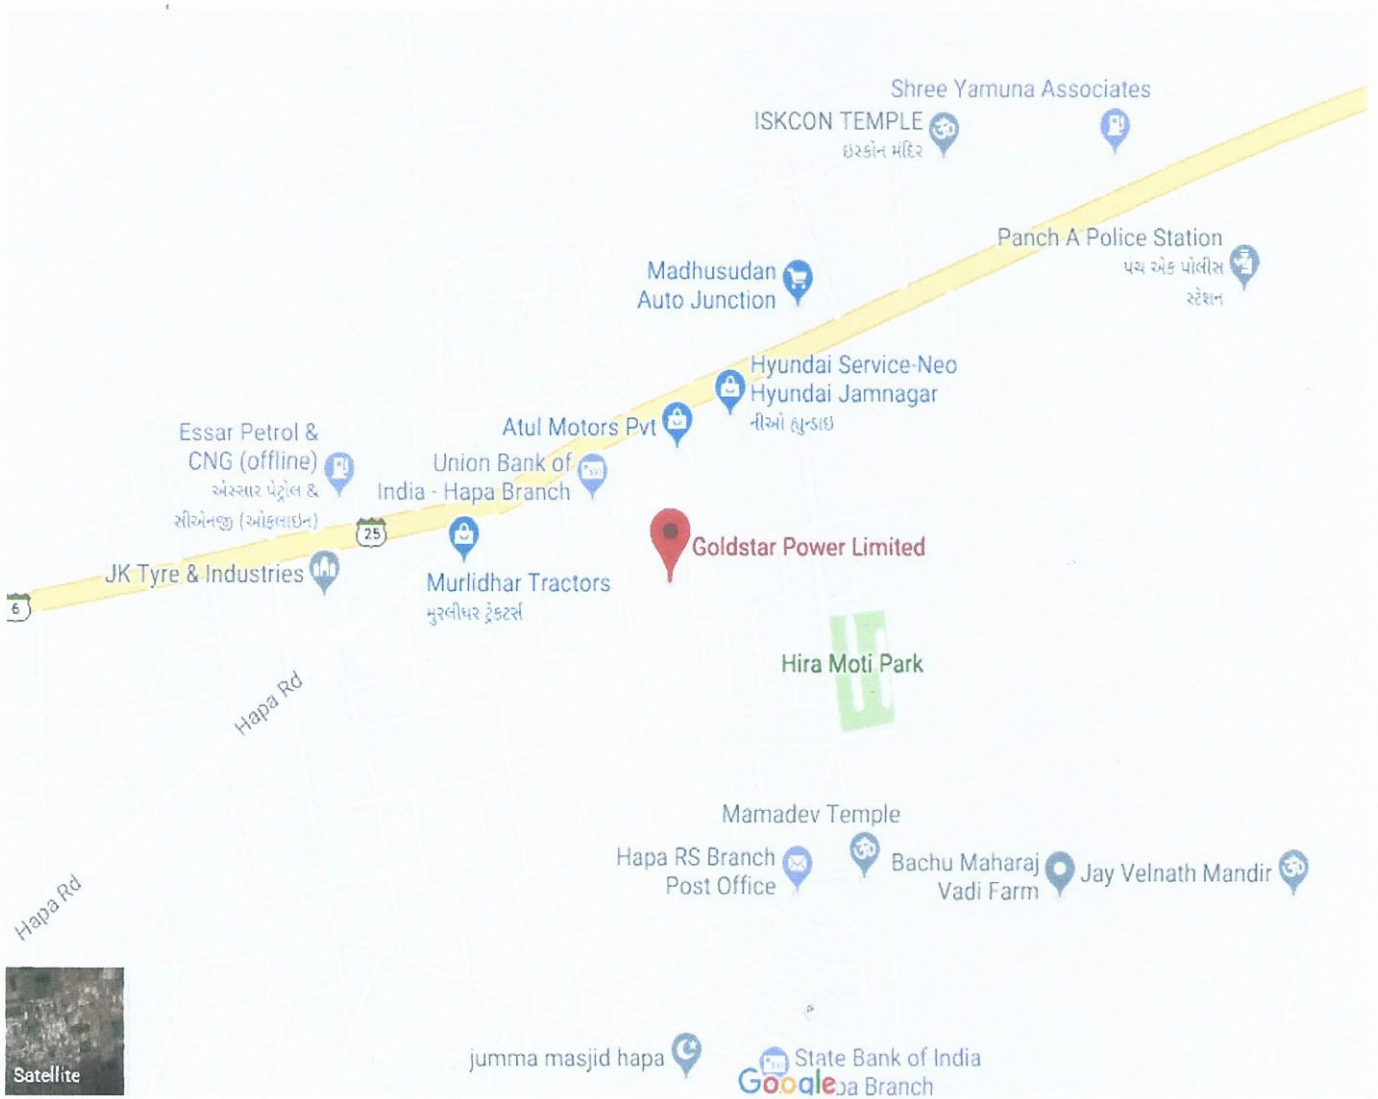 Shree Yamuna Associates
ISKCON TEMPLE
ઇસ્કોન મંદિર
Panch A Police Station
પચ એક પોલીસ
સ્ટેશન
Madhusudan
Auto Junction
Hyundai Service-Neo
Hyundai Jamnagar
નીઓ હ્યુન્ડાઇ
Atul Motors Pvt
Essar Petrol &
CNG (offline)
એસ્સાર પેટ્રોલ &
સીએનજી (ઓફલાઇન)
Union Bank of
India - Hapa Branch
25
Goldstar Power Limited
JK Tyre & Industries
6
Murlidhar Tractors
મુરલીધર ટ્રેકટર્સ
Hira Moti Park
Hapa Rd
Mamadev Temple
Hapa RS Branch
Post Office
Bachu Maharaj
Vadi Farm
Jay Velnath Mandir
Hapa Rd
Satellite
jumma masjid hapa
State Bank of India
Google
pa Branch